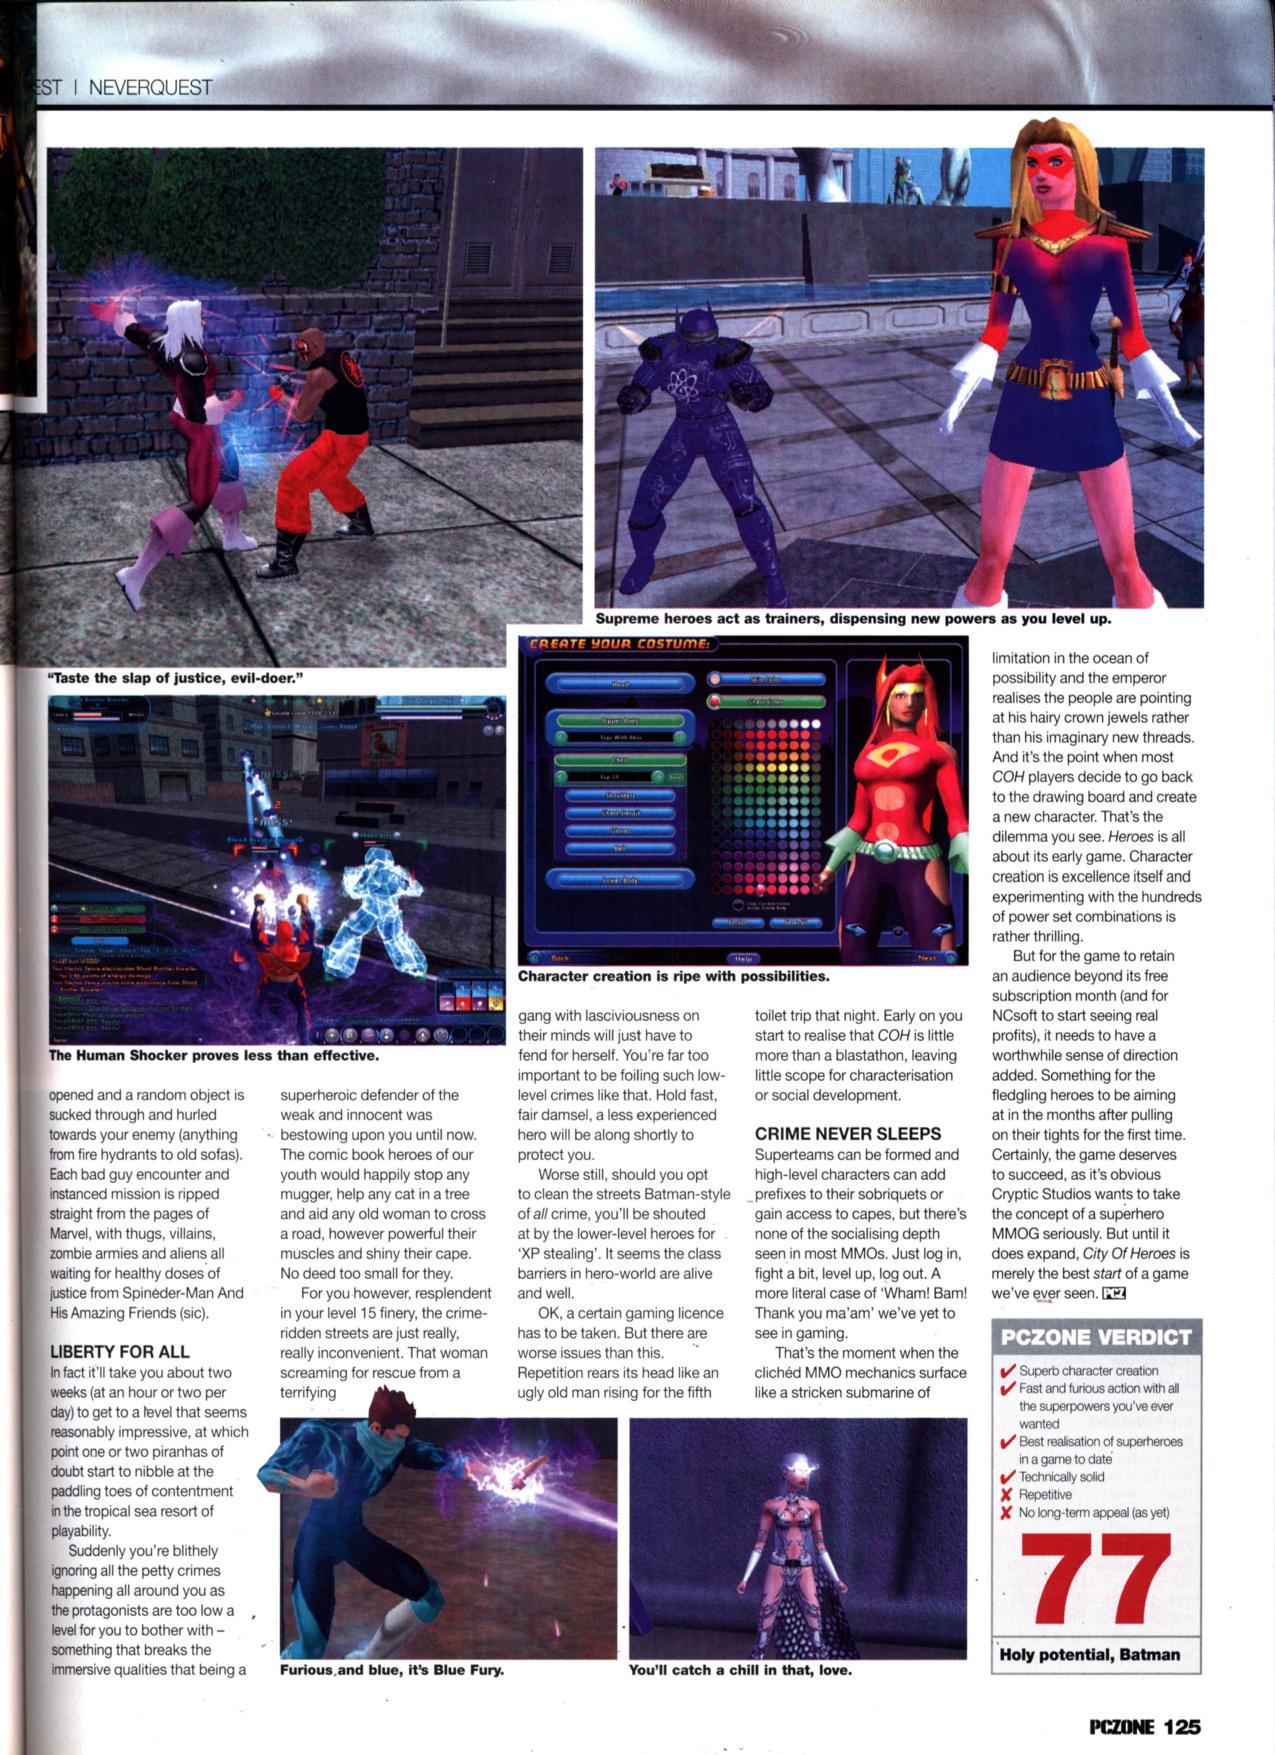 EST | NEVERQUEST
"Taste the slap of justice, evil-doer."
Supreme heroes act as trainers, dispensing new powers as you level up.
CREATE YOUR COSTUME:
Head
Skin Color
Chest Color
Upper Body
Tops With Skin
Chest
Shoulders
Chest Detail
Gloves
Belt
Lower Body
Back
Help
Next
Character creation is ripe with possibilities.
MISS!
MISS!
The Human Shocker proves less than effective.
opened and a random object is
sucked through and hurled
towards your enemy (anything
from fire hydrants to old sofas).
Each bad guy encounter and
instanced mission is ripped
straight from the pages of
Marvel, with thugs, villains,
zombie armies and aliens all
waiting for healthy doses of
justice from Spineder-Man And
His Amazing Friends (sic).
LIBERTY FOR ALL
In fact it'll take you about two
weeks (at an hour or two per
day) to get to a level that seems
reasonably impressive, at which
point one or two piranhas of
doubt start to nibble at the
paddling toes of contentment
in the tropical sea resort of
playability.
Suddenly you're blithely
ignoring all the petty crimes
happening all around you as
the protagonists are too low a
level for you to bother with –
something that breaks the
immersive qualities that being a
superheroic defender of the
weak and innocent was
bestowing upon you until now.
The comic book heroes of our
youth would happily stop any
mugger, help any cat in a tree
and aid any old woman to cross
a road, however powerful their
muscles and shiny their cape.
No deed too small for they.
For you however, resplendent
in your level 15 finery, the crime-
ridden streets are just really,
really inconvenient. That woman
screaming for rescue from a
terrifying
gang with lasciviousness on
their minds will just have to
fend for herself. You're far too
important to be foiling such low-
level crimes like that. Hold fast,
fair damsel, a less experienced
hero will be along shortly to
protect you.
Worse still, should you opt
to clean the streets Batman-style
of all crime, you'll be shouted
at by the lower-level heroes for
'XP stealing'. It seems the class
barriers in hero-world are alive
and well.
OK, a certain gaming licence
has to be taken. But there are
worse issues than this.
Repetition rears its head like an
ugly old man rising for the fifth
toilet trip that night. Early on you
start to realise that COH is little
more than a blastathon, leaving
little scope for characterisation
or social development.
CRIME NEVER SLEEPS
Superteams can be formed and
high-level characters can add
prefixes to their sobriquets or
gain access to capes, but there's
none of the socialising depth
seen in most MMOs. Just log in,
fight a bit, level up, log out. A
more literal case of 'Wham! Bam!
Thank you ma'am' we've yet to
see in gaming.
That's the moment when the
clichéd MMO mechanics surface
like a stricken submarine of
limitation in the ocean of
possibility and the emperor
realises the people are pointing
at his hairy crown jewels rather
than his imaginary new threads.
And it's the point when most
COH players decide to go back
to the drawing board and create
a new character. That's the
dilemma you see. Heroes is all
about its early game. Character
creation is excellence itself and
experimenting with the hundreds
of power set combinations is
rather thrilling.
But for the game to retain
an audience beyond its free
subscription month (and for
NCsoft to start seeing real
profits), it needs to have a
worthwhile sense of direction
added. Something for the
fledgling heroes to be aiming
at in the months after pulling
on their tights for the first time.
Certainly, the game deserves
to succeed, as it's obvious
Cryptic Studios wants to take
the concept of a superhero
MMOG seriously. But until it
does expand, City Of Heroes is
merely the best start of a game
we've ever seen. PCZ
Furious and blue, it's Blue Fury.
You'll catch a chill in that, love.
PCZONE VERDICT
Superb character creation
Fast and furious action with all
the superpowers you've ever
wanted
Best realisation of superheroes
in a game to date
Technically solid
Repetitive
No long-term appeal (as yet)
77
Holy potential, Batman
PCZONE 125